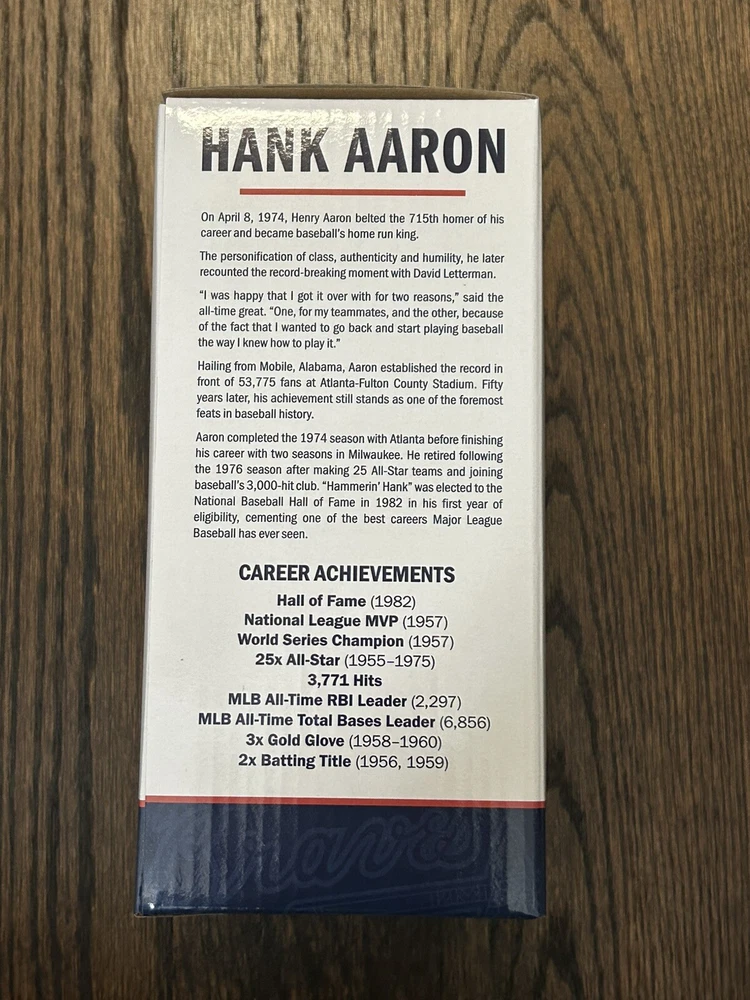 HANK AARON
On April 8, 1974, Henry Aaron belted the 715th homer of his
career and became baseball's home run king.
The personification of class, authenticity and humility, he later
recounted the record-breaking moment with David Letterman.
“I was happy that I got it over with for two reasons,” said the
all-time great. “One, for my teammates, and the other, because
of the fact that I wanted to go back and start playing baseball
the way I knew how to play it.”
Hailing from Mobile, Alabama, Aaron established the record in
front of 53,775 fans at Atlanta-Fulton County Stadium. Fifty
years later, his achievement still stands as one of the foremost
feats in baseball history.
Aaron completed the 1974 season with Atlanta before finishing
his career with two seasons in Milwaukee. He retired following
the 1976 season after making 25 All-Star teams and joining
baseball's 3,000-hit club. “Hammerin' Hank” was elected to the
National Baseball Hall of Fame in 1982 in his first year of
eligibility, cementing one of the best careers Major League
Baseball has ever seen.
CAREER ACHIEVEMENTS
Hall of Fame (1982)
National League MVP (1957)
World Series Champion (1957)
25x All-Star (1955–1975)
3,771 Hits
MLB All-Time RBI Leader (2,297)
MLB All-Time Total Bases Leader (6,856)
3x Gold Glove (1958–1960)
2x Batting Title (1956, 1959)
Braves